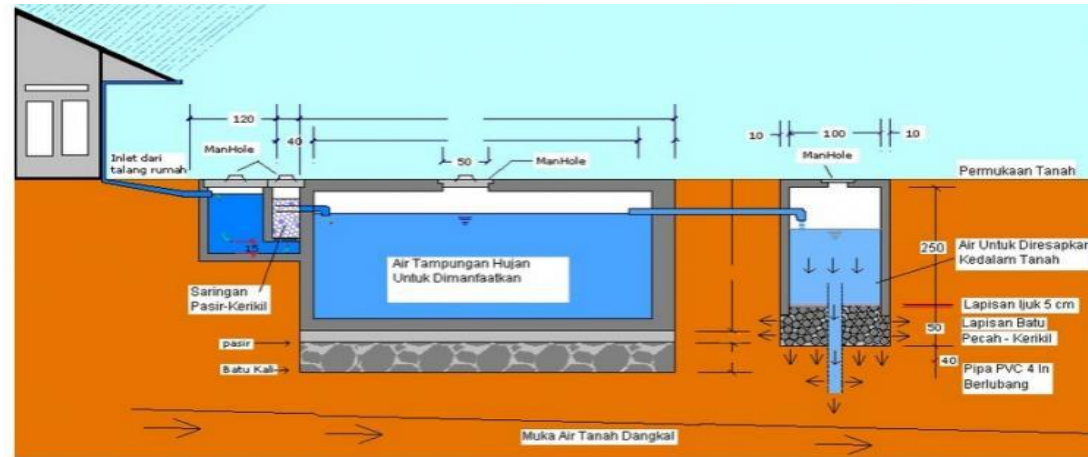 120
40
50
10
100
10
ManHole
ManHole
ManHole
Inlet dari
talang rumah
Permukaan Tanah
15
250
Air Tampungan Hujan
Untuk Dimanfaatkan
Air Untuk Diresapkan
Kedalam Tanah
Saringan
Pasir-Kerikil
Lapisan Ijuk 5 cm
50
Lapisan Batu
Pecah - Kerikil
pasir
40
Pipa PVC 4 In
Berlubang
Batu Kali
Muka Air Tanah Dangkal